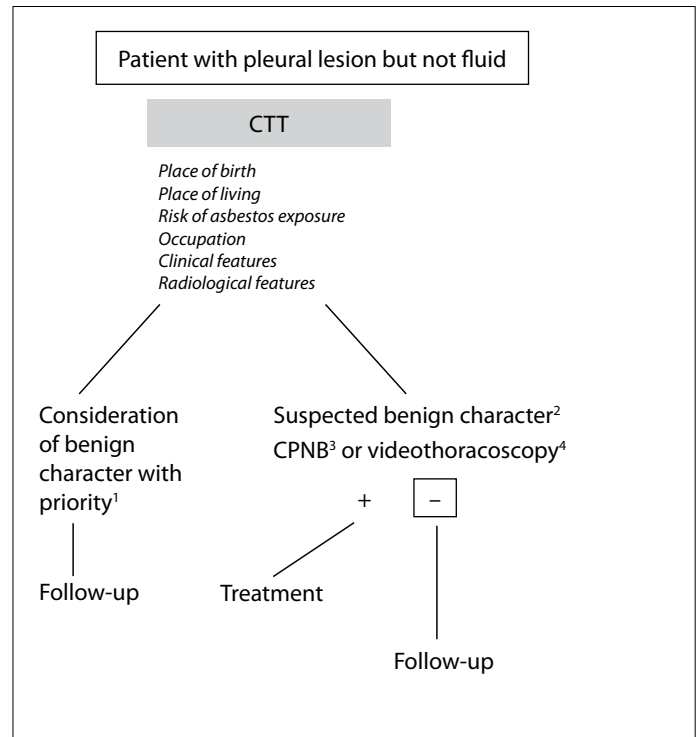 Patient with pleural lesion but not fluid
CTT
Place of birth
Place of living
Risk of asbestos exposure
Occupation
Clinical features
Radiological features
Consideration
of benign
character with
priority¹
Follow-up
Suspected benign character²
CPNB³ or videothoracoscopy⁴
+ –
Treatment
Follow-up